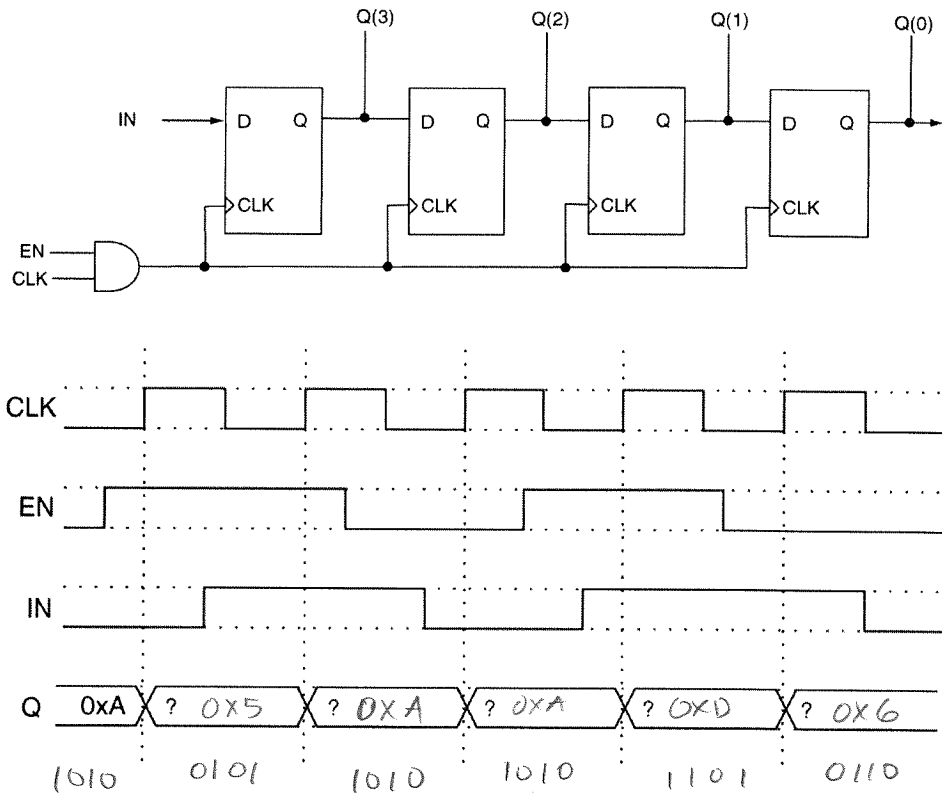 Q(3) Q(2) Q(1) Q(0)
IN D Q D Q D Q D Q
CLK CLK CLK CLK
EN
CLK
CLK
EN
IN
Q 0xA ? 0X5 ? 0XA ? 0XA ? 0XD ? 0X6
1010 0101 1010 1010 1101 0110